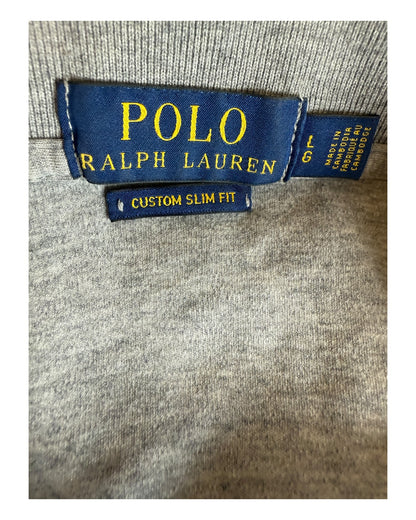 POLO
RALPH LAUREN
CUSTOM SLIM FIT
L
G
MADE IN
CAMBODIA
FABRIQUÉ AU
CAMBODGE